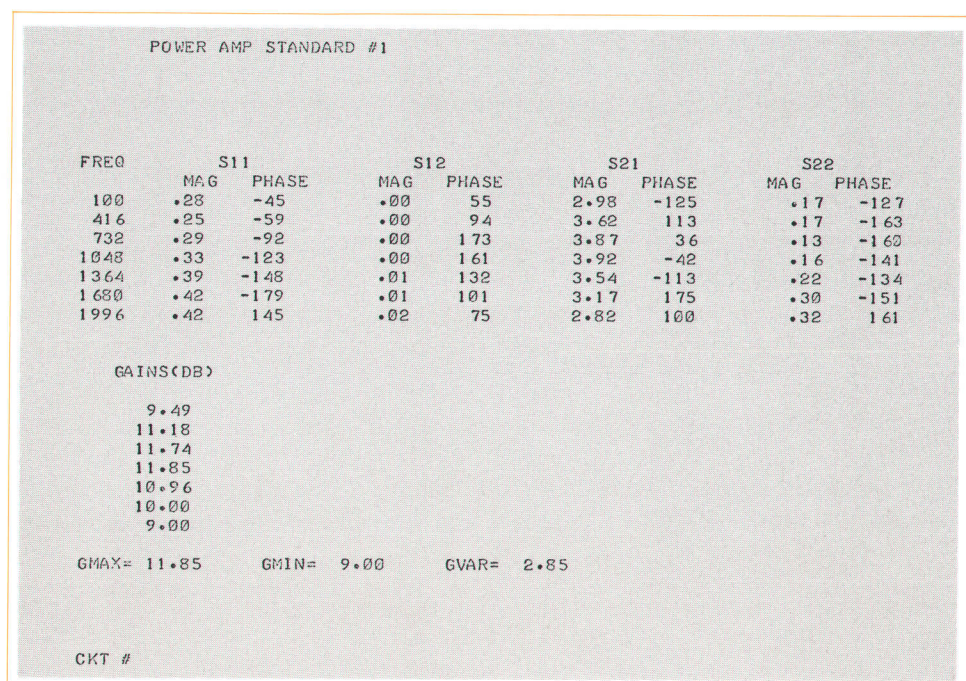 POWER AMP STANDARD #1
FREQ S11 S12 S21 S22
MAG PHASE MAG PHASE MAG PHASE MAG PHASE
100 .28 -45 .00 55 2.98 -125 .17 -127
416 .25 -59 .00 94 3.62 113 .17 -163
732 .29 -92 .00 173 3.87 36 .13 -160
1048 .33 -123 .00 161 3.92 -42 .16 -141
1364 .39 -148 .01 132 3.54 -113 .22 -134
1680 .42 -179 .01 101 3.17 175 .30 -151
1996 .42 145 .02 75 2.82 100 .32 161
GAINS(DB)
9.49
11.18
11.74
11.85
10.96
10.00
9.00
GMAX= 11.85 GMIN= 9.00 GVAR= 2.85
CKT #